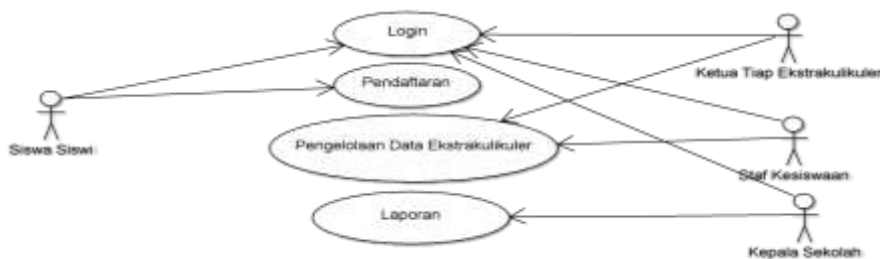 Login
Pendaftaran
Ketua Tiap Ekstrakulikuler
Siswa Siswi
Pengelolaan Data Ekstrakulikuler
Staf Kesiswaan
Laporan
Kepala Sekolah